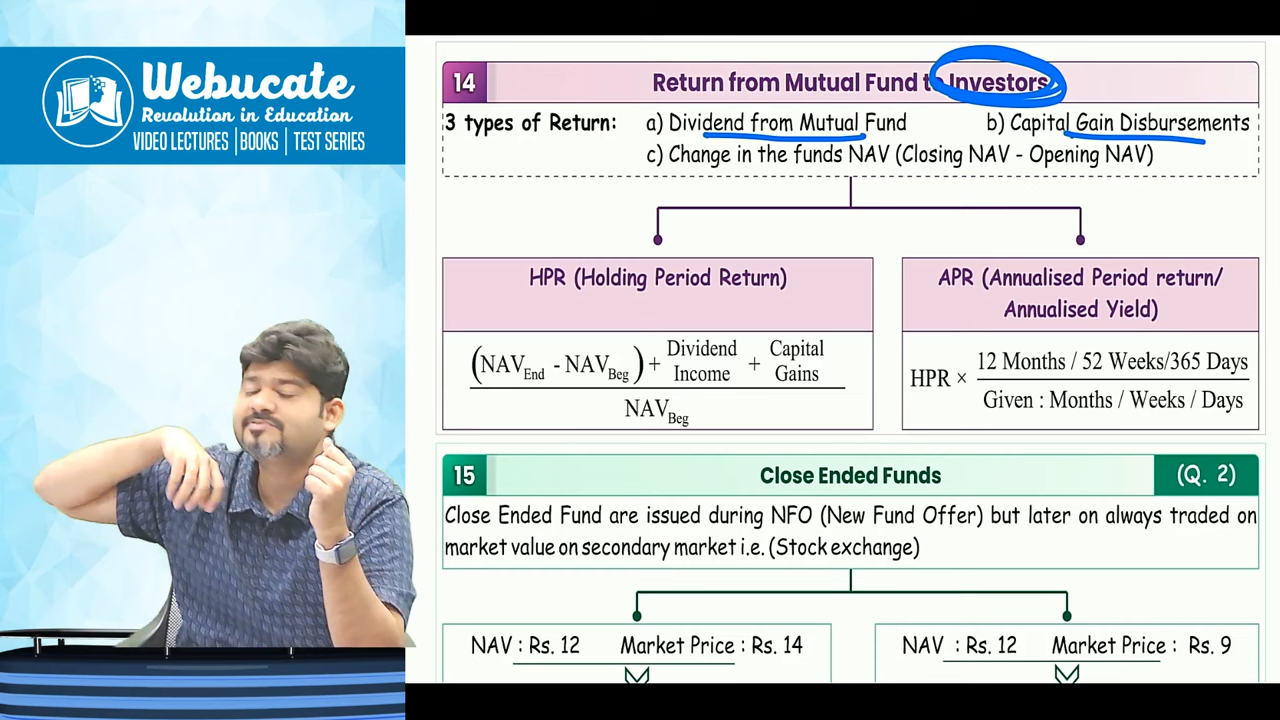 Webucate
Revolution in Education
VIDEO LECTURES | BOOKS | TEST SERIES
14 Return from Mutual Fund to Investors
3 types of Return: a) Dividend from Mutual Fund b) Capital Gain Disbursements
c) Change in the funds NAV (Closing NAV - Opening NAV)
HPR (Holding Period Return)
(NAV_End - NAV_Beg) + Dividend Income + Capital Gains
NAV_Beg
APR (Annualised Period return/
Annualised Yield)
HPR × 12 Months / 52 Weeks/365 Days
Given : Months / Weeks / Days
15 Close Ended Funds (Q. 2)
Close Ended Fund are issued during NFO (New Fund Offer) but later on always traded on
market value on secondary market i.e. (Stock exchange)
NAV : Rs. 12 Market Price : Rs. 14
NAV : Rs. 12 Market Price : Rs. 9